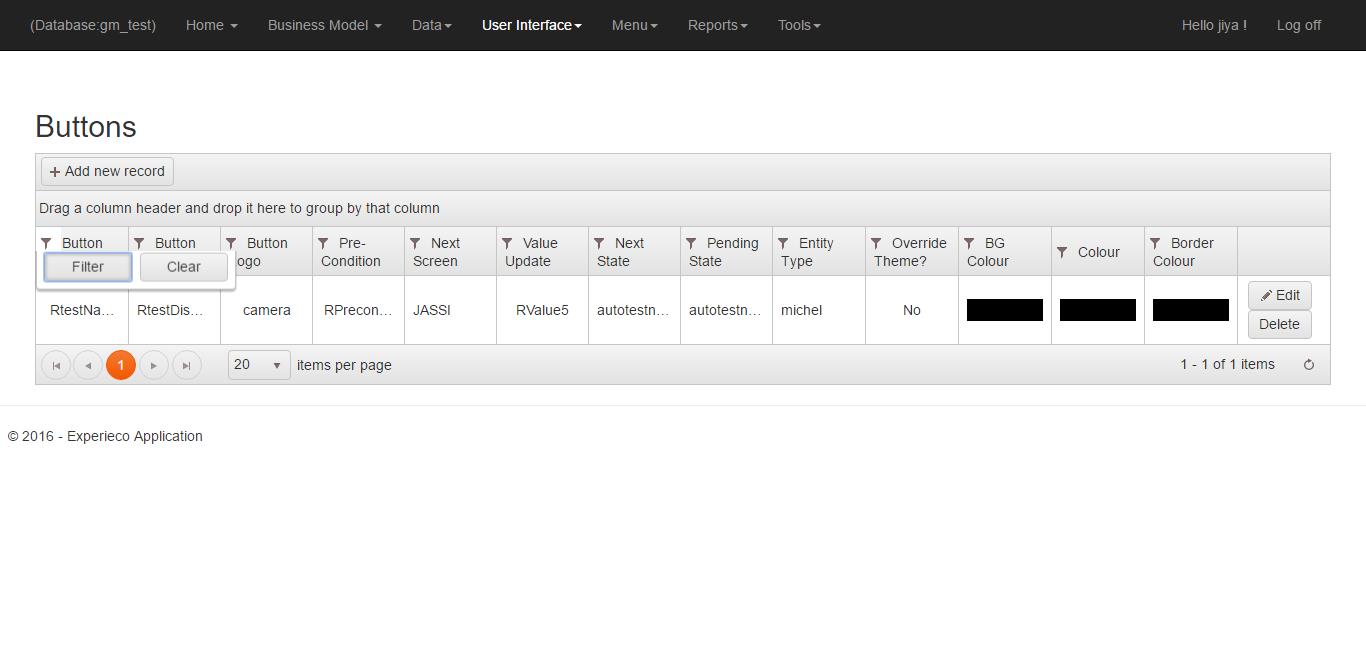 (Database:gm_test) Home Business Model Data User Interface Menu Reports Tools Hello jiya ! Log off
Buttons
+ Add new record
Drag a column header and drop it here to group by that column
Button Button Button Pre- Next Value Next Pending Entity Override BG Colour Border
ogo Condition Screen Update State State Type Theme? Colour Colour
Filter Clear
RtestNa... RtestDis... camera RPrecon... JASSI RValue5 autotestn... autotestn... michel No Edit
Delete
1 20 items per page 1 - 1 of 1 items
© 2016 - Experieco Application